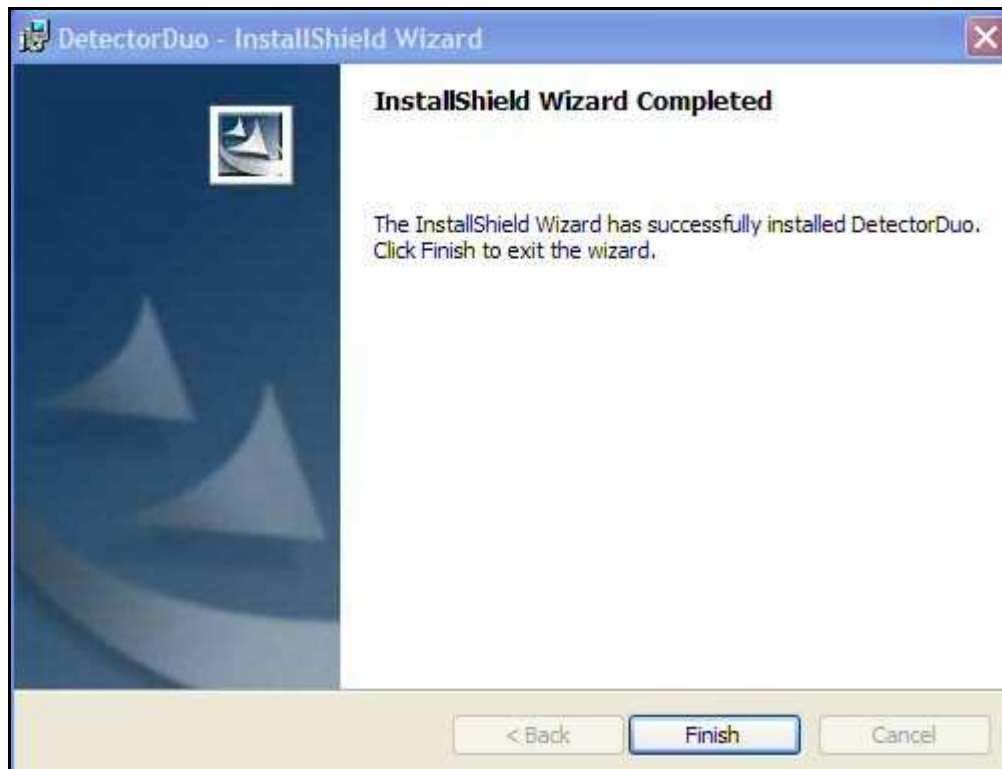 DetectorDuo - InstallShield Wizard
InstallShield Wizard Completed
The InstallShield Wizard has successfully installed DetectorDuo.
Click Finish to exit the wizard.
< Back Finish Cancel